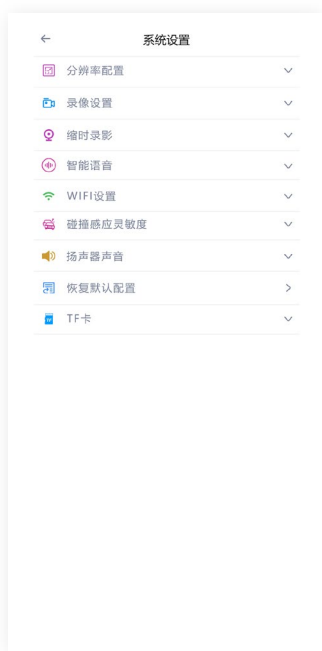 系统设置
分辨率配置
录像设置
缩时录影
智能语音
WIFI设置
碰撞感应灵敏度
扬声器声音
恢复默认配置
TF卡